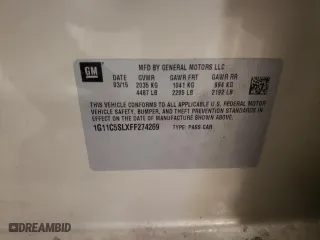 GM
MFD BY GENERAL MOTORS LLC
DATE GVWR GAWR FRT GAWR RR
03/15 2035 KG 1041 KG 994 KG
4487 LB 2295 LB 2192 LB
THIS VEHICLE CONFORMS TO ALL APPLICABLE U.S. FEDERAL MOTOR
VEHICLE SAFETY, BUMPER, AND THEFT PREVENTION STANDARDS IN
EFFECT ON THE DATE OF MANUFACTURE SHOWN ABOVE.
1G11C5SLXFF274269 TYPE: PASS CAR
DREAMBID